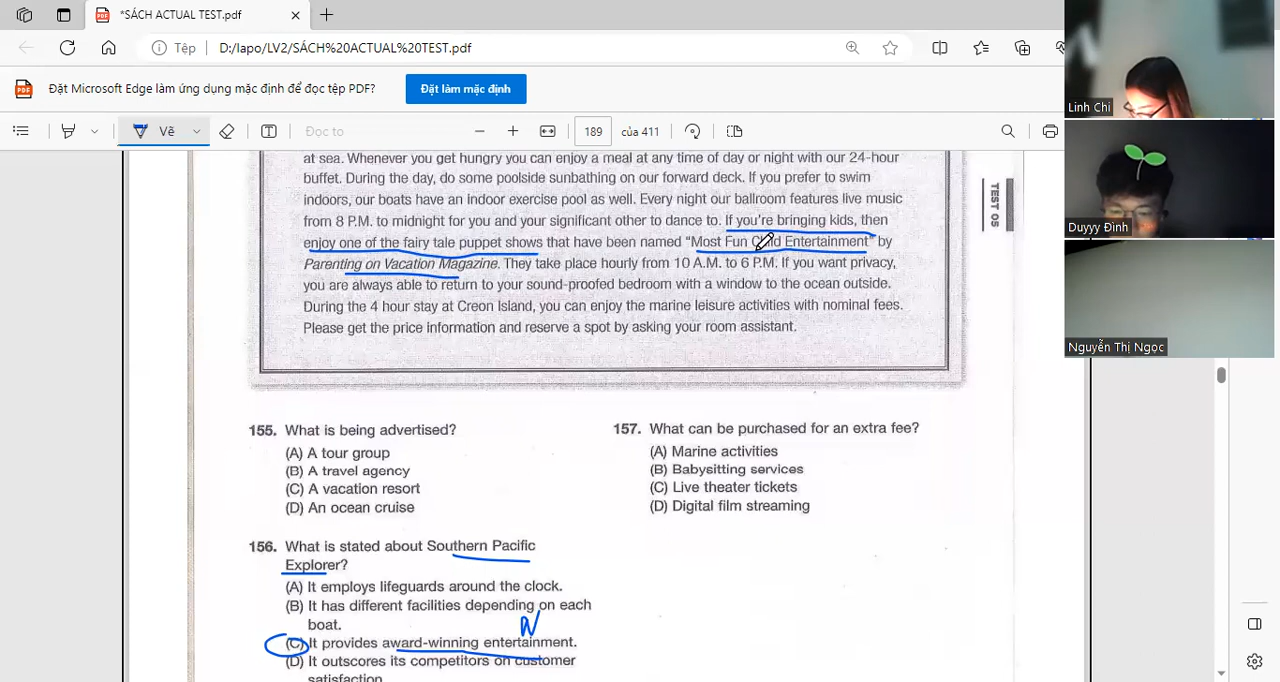 *SÁCH ACTUAL TEST.pdf
Tệp
D:/lapo/LV2/SÁCH%20ACTUAL%20TEST.pdf
Đặt Microsoft Edge làm ứng dụng mặc định để đọc tệp PDF?
Đặt làm mặc định
Vẽ
Đọc to
189
của 411
at sea. Whenever you get hungry you can enjoy a meal at any time of day or night with our 24-hour
buffet. During the day, do some poolside sunbathing on our forward deck. If you prefer to swim
indoors, our boats have an indoor exercise pool as well. Every night our ballroom features live music
from 8 P.M. to midnight for you and your significant other to dance to. If you're bringing kids, then
enjoy one of the fairy tale puppet shows that have been named "Most Fun Child Entertainment" by
Parenting on Vacation Magazine. They take place hourly from 10 A.M. to 6 P.M. If you want privacy,
you are always able to return to your sound-proofed bedroom with a window to the ocean outside.
During the 4 hour stay at Creon Island, you can enjoy the marine leisure activities with nominal fees.
Please get the price information and reserve a spot by asking your room assistant.
TEST 05
155. What is being advertised?
(A) A tour group
(B) A travel agency
(C) A vacation resort
(D) An ocean cruise
156. What is stated about Southern Pacific
Explorer?
(A) It employs lifeguards around the clock.
(B) It has different facilities depending on each
boat.
N
(C) It provides award-winning entertainment.
(D) It outscores its competitors on customer
satisfaction
157. What can be purchased for an extra fee?
(A) Marine activities
(B) Babysitting services
(C) Live theater tickets
(D) Digital film streaming
Linh Chi
Duyyy Đình
Nguyễn Thị Ngọc